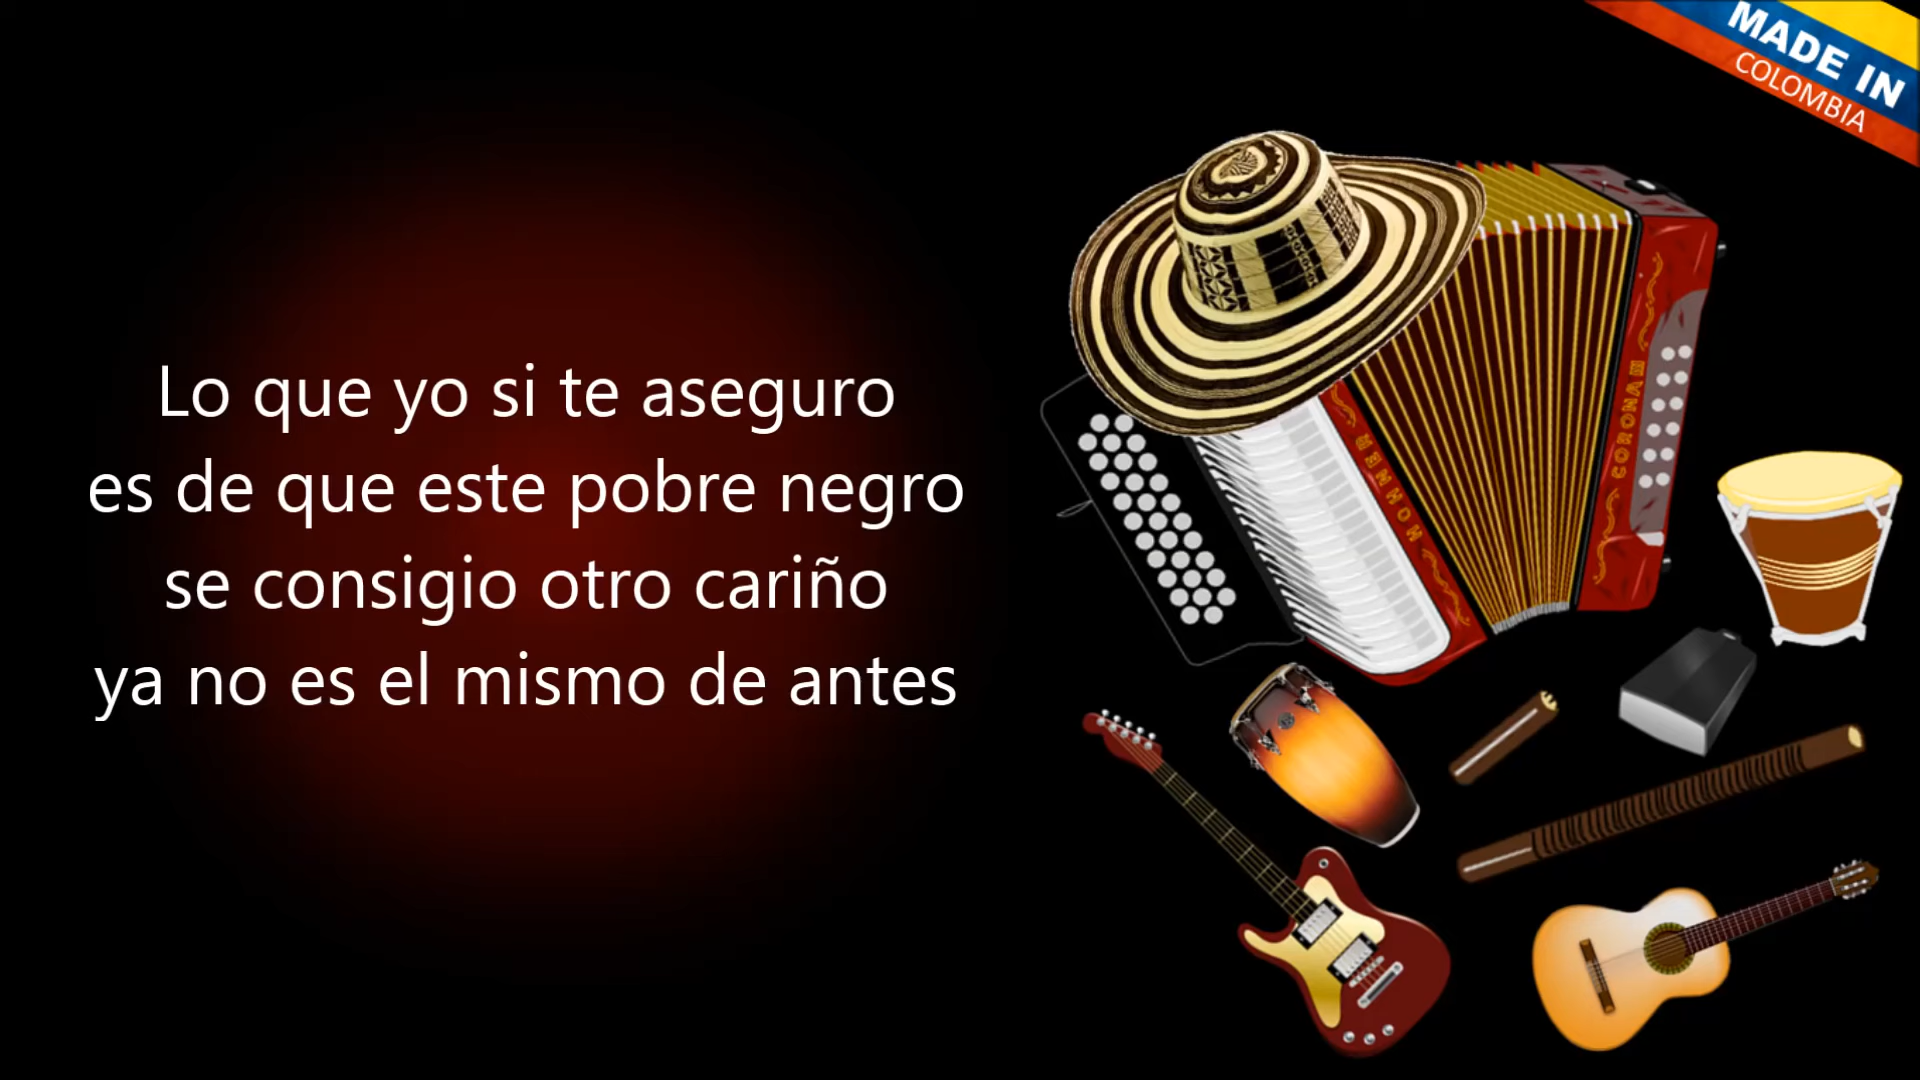 MADE IN
COLOMBIA
Lo que yo si te aseguro
es de que este pobre negro
se consigio otro cariño
ya no es el mismo de antes
HOHNER
CORONA III